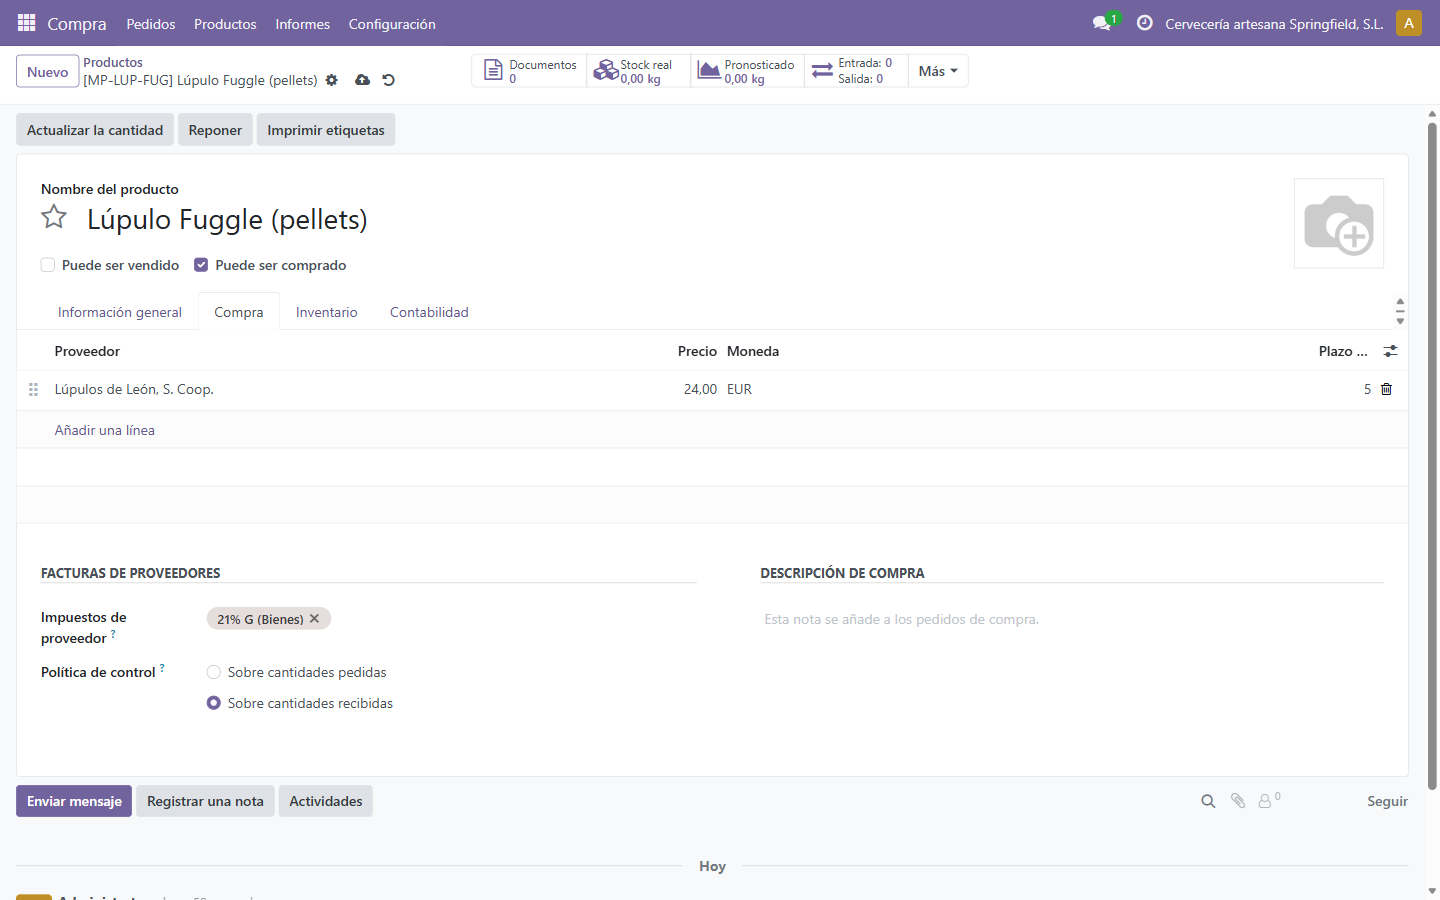 Compra
Pedidos
Productos
Informes
Configuración
1
Cervecería artesana Springfield, S.L.
A
Nuevo
Productos
[MP-LUP-FUG] Lúpulo Fuggle (pellets)
Documentos
0
Stock real
0,00 kg
Pronosticado
0,00 kg
Entrada: 0
Salida: 0
Más
Actualizar la cantidad
Reponer
Imprimir etiquetas
Nombre del producto
Lúpulo Fuggle (pellets)
Puede ser vendido
Puede ser comprado
Información general
Compra
Inventario
Contabilidad
Proveedor
Precio
Moneda
Plazo ...
Lúpulos de León, S. Coop.
24,00
EUR
5
Añadir una línea
FACTURAS DE PROVEEDORES
DESCRIPCIÓN DE COMPRA
Impuestos de
proveedor ?
21% G (Bienes)
Esta nota se añade a los pedidos de compra.
Política de control ?
Sobre cantidades pedidas
Sobre cantidades recibidas
Enviar mensaje
Registrar una nota
Actividades
0
Seguir
Hoy